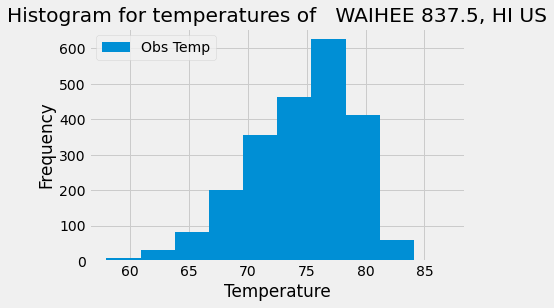 Histogram for temperatures of   WAIHEE 837.5, HI US
Obs Temp
Frequency
600
500
400
300
200
100
0
60 65 70 75 80 85
Temperature